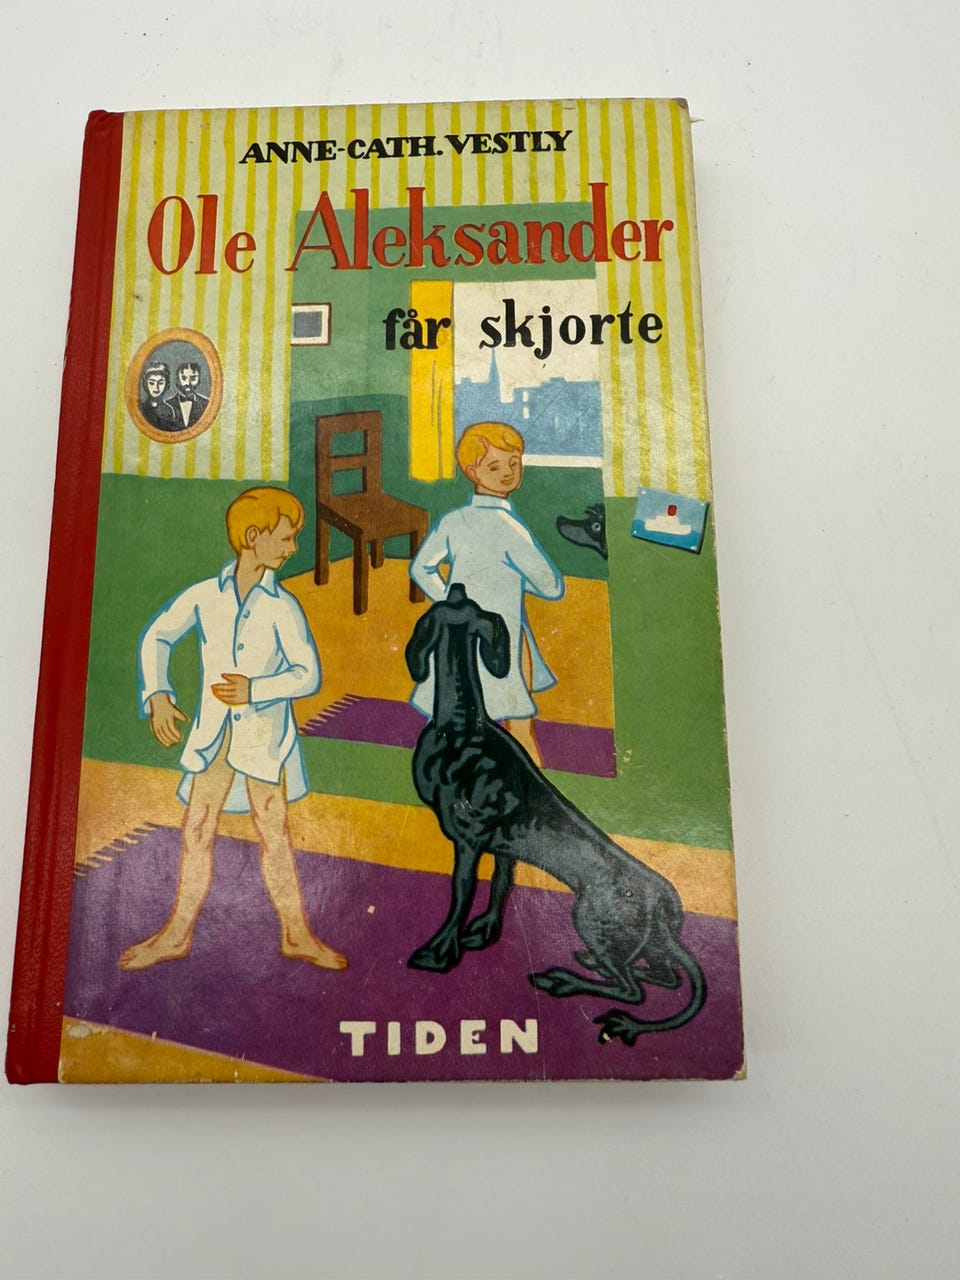 ANNE-CATH. VESTLY
Ole Aleksander
får skjorte
TIDEN